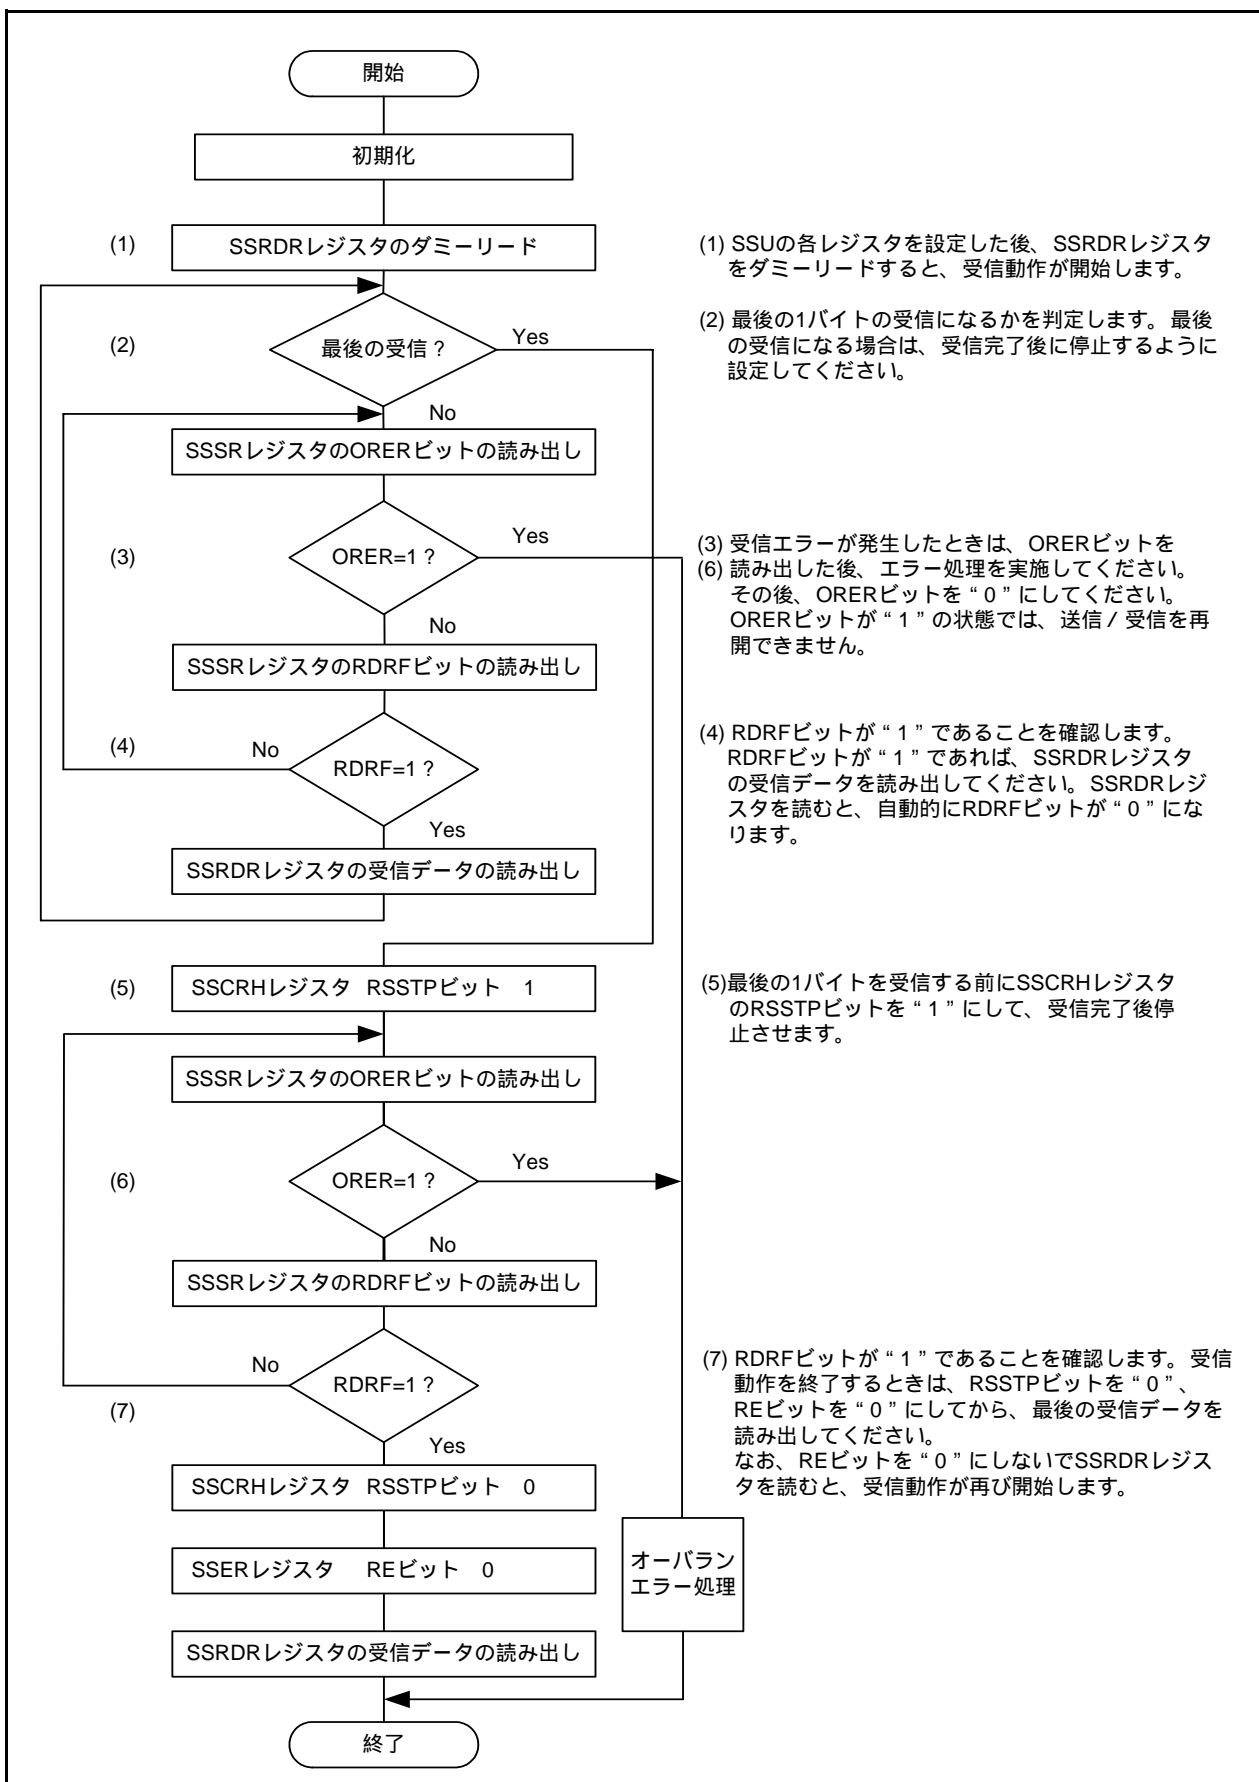 開始
初期化
(1)
SSRDRレジスタのダミーリード
(2)
最後の受信？
Yes
No
SSSRレジスタのORERビットの読み出し
(3)
ORER=1？
Yes
No
SSSRレジスタのRDRFビットの読み出し
(4)
No
RDRF=1？
Yes
SSRDRレジスタの受信データの読み出し
(5)
SSCRHレジスタ RSSTPビット 1
SSSRレジスタのORERビットの読み出し
(6)
ORER=1？
Yes
No
SSSRレジスタのRDRFビットの読み出し
No
RDRF=1？
(7)
Yes
SSCRHレジスタ RSSTPビット 0
SSERレジスタ REビット 0
SSRDRレジスタの受信データの読み出し
オーバラン
エラー処理
終了
(1) SSUの各レジスタを設定した後、SSRDRレジスタ
をダミーリードすると、受信動作が開始します。
(2) 最後の1バイトの受信になるかを判定します。最後
の受信になる場合は、受信完了後に停止するように
設定してください。
(3) 受信エラーが発生したときは、ORERビットを
(6) 読み出した後、エラー処理を実施してください。
その後、ORERビットを“0”にしてください。
ORERビットが“1”の状態では、送信/受信を再
開できません。
(4) RDRFビットが“1”であることを確認します。
RDRFビットが“1”であれば、SSRDRレジスタ
の受信データを読み出してください。SSRDRレジ
スタを読むと、自動的にRDRFビットが“0”にな
ります。
(5)最後の1バイトを受信する前にSSCRHレジスタ
のRSSTPビットを“1”にして、受信完了後停
止させます。
(7) RDRFビットが“1”であることを確認します。受信
動作を終了するときは、RSSTPビットを“0”、
REビットを“0”にしてから、最後の受信データを
読み出してください。
なお、REビットを“0”にしないでSSRDRレジス
タを読むと、受信動作が再び開始します。